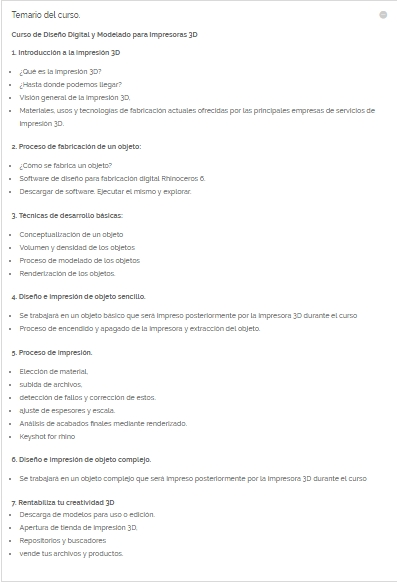 Temario del curso.
Curso de Diseño Digital y Modelado para Impresoras 3D
1. Introducción a la impresión 3D
• ¿Qué es la impresión 3D?
• ¿Hasta donde podemos llegar?
• Visión general de la impresión 3D.
• Materiales, usos y tecnologías de fabricación actuales ofrecidas por las principales empresas de servicios de
impresión 3D.
2. Proceso de fabricación de un objeto:
• ¿Cómo se fabrica un objeto?
• Software de diseño para fabricación digital Rhinoceros 6.
• Descargar de software. Ejecutar el mismo y explorar.
3. Técnicas de desarrollo básicas:
• Conceptualización de un objeto
• Volumen y densidad de los objetos
• Proceso de modelado de los objetos
• Renderización de los objetos.
4. Diseño e impresión de objeto sencillo.
• Se trabajará en un objeto básico que será impreso posteriormente por la impresora 3D durante el curso
• Proceso de encendido y apagado de la impresora y extracción del objeto.
5. Proceso de impresión.
• Elección de material,
• subida de archivos,
• detección de fallos y corrección de estos.
• ajuste de espesores y escala.
• Análisis de acabados finales mediante renderizado.
• Keyshot for rhino
6. Diseño e impresión de objeto complejo.
• Se trabajará en un objeto complejo que será impreso posteriormente por la impresora 3D durante el curso
7. Rentabiliza tu creatividad 3D
• Descarga de modelos para uso o edición.
• Apertura de tienda de impresión 3D.
• Repositorios y buscadores
• vende tus archivos y productos.